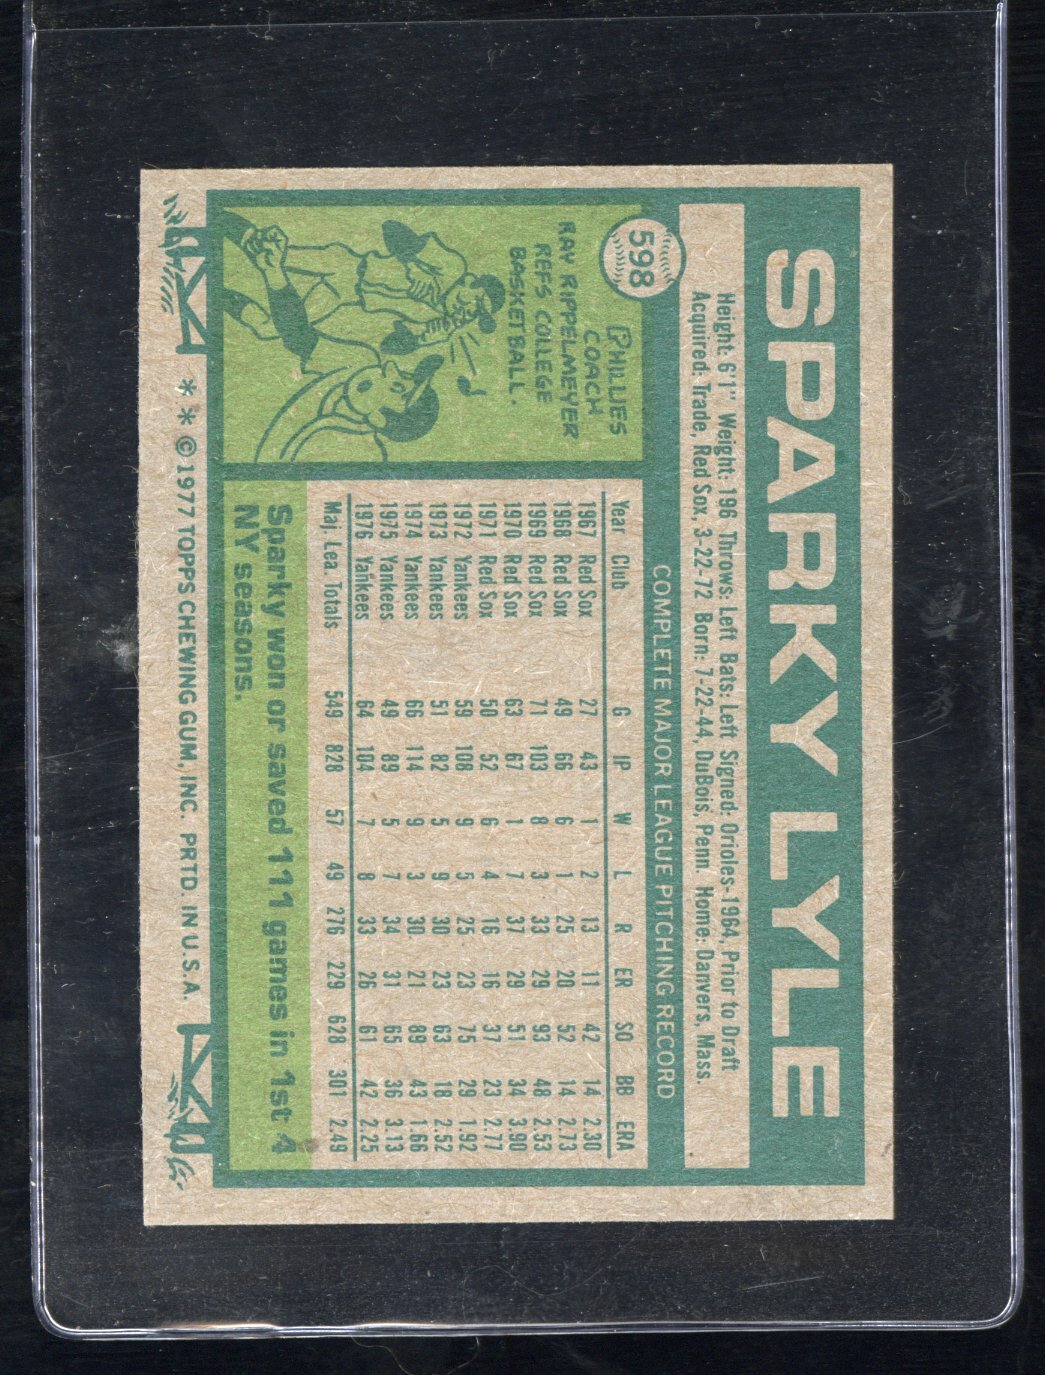 SPARKY LYLE
Height: 6'1" Weight: 196 Throws: Left Bats: Left Signed: Orioles-1964, Prior to Draft
Acquired: Trade, Red Sox, 3-22-72 Born: 7-22-44, DuBois, Penn. Home: Danvers, Mass.
598
PHILLIES
COACH
RAY RIPPELMEYER
REFS COLLEGE
BASKETBALL.
COMPLETE MAJOR LEAGUE PITCHING RECORD
Year Club G IP W L R ER SO BB ERA
1967 Red Sox 27 43 1 2 13 11 42 14 2.30
1968 Red Sox 49 66 6 1 25 20 52 14 2.73
1969 Red Sox 71 103 8 3 33 29 93 48 2.53
1970 Red Sox 63 67 1 7 37 29 51 34 3.90
1971 Red Sox 50 52 6 4 16 16 37 23 2.77
1972 Yankees 59 108 9 5 25 23 75 29 1.92
1973 Yankees 51 82 5 9 30 23 63 18 2.52
1974 Yankees 66 114 9 3 30 21 89 43 1.66
1975 Yankees 49 89 5 7 34 31 65 36 3.13
1976 Yankees 64 104 7 8 33 26 61 42 2.25
Maj. Lea. Totals 549 828 57 49 276 229 628 301 2.49
Sparky won or saved 111 games in 1st 4
NY seasons.
* * © 1977 TOPPS CHEWING GUM, INC. PRTD. IN U.S.A.